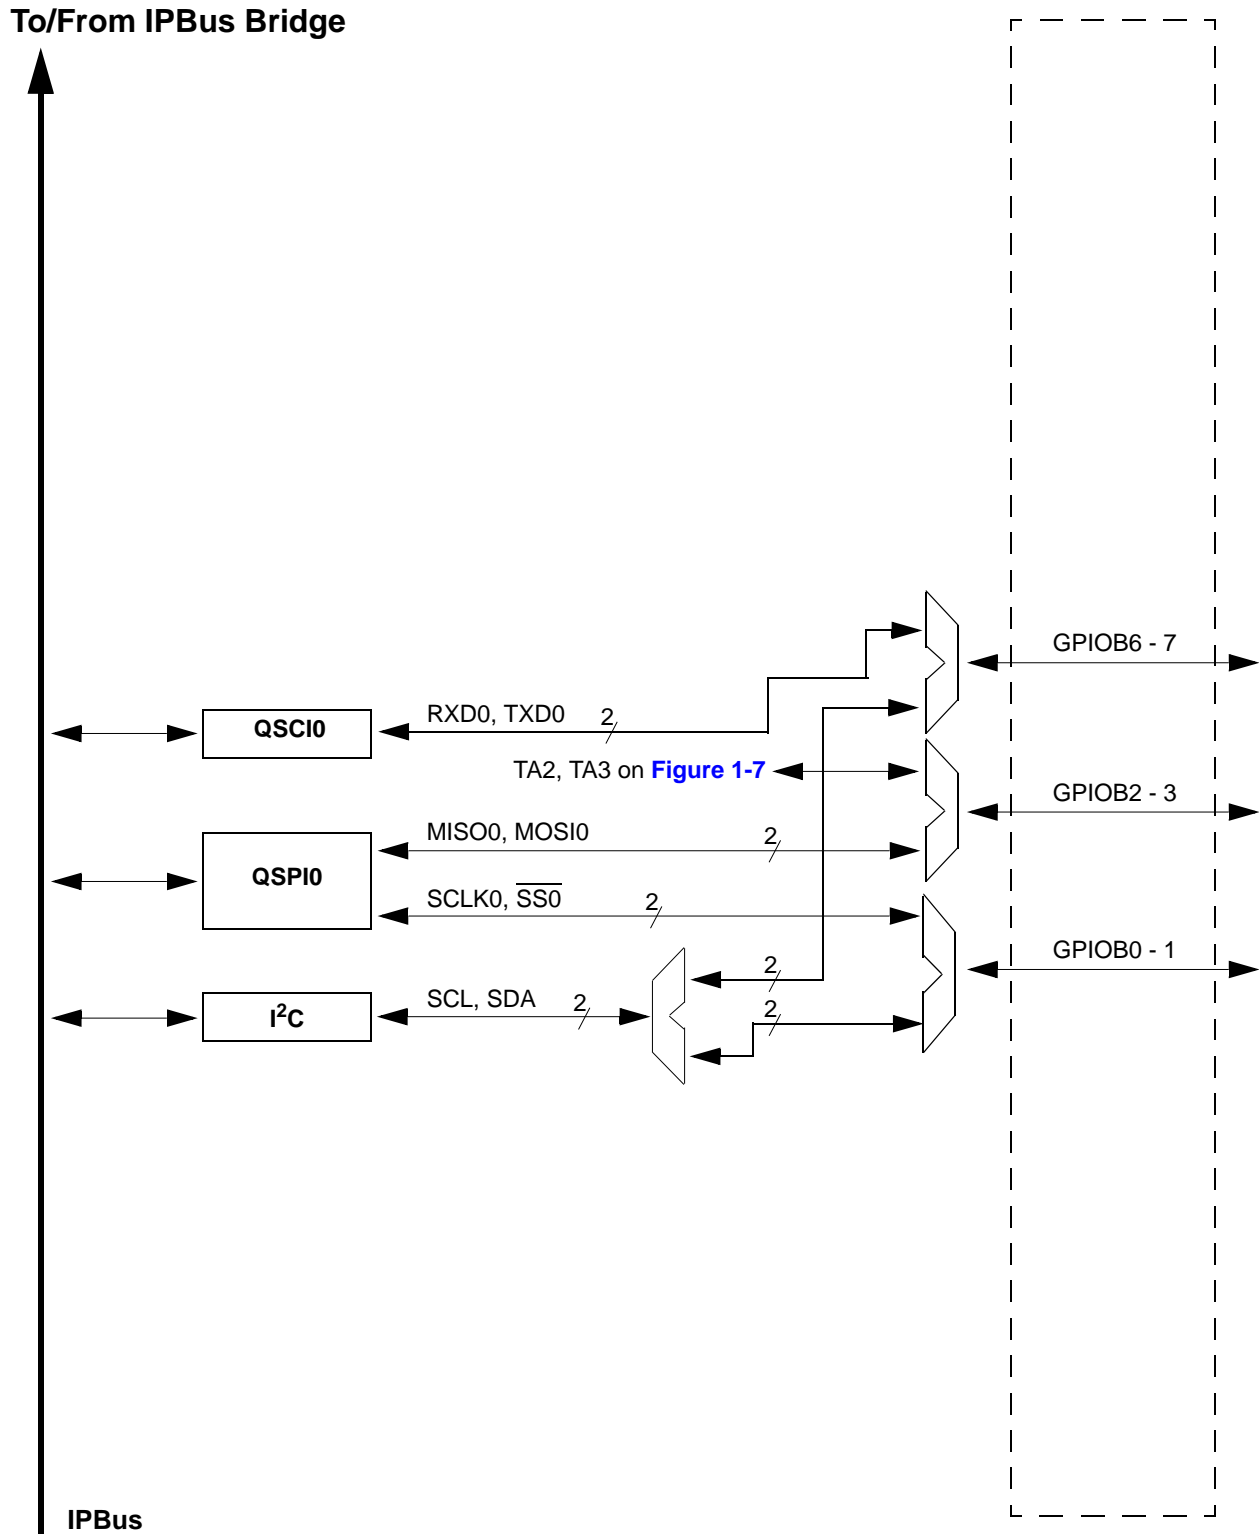 To/From IPBus Bridge
GPIOB6 - 7
RXD0, TXD0
2
QSCI0
TA2, TA3 on Figure 1-7
GPIOB2 - 3
MISO0, MOSI0
2
QSPI0
SCLK0, S̅S̅0̅
2
GPIOB0 - 1
2
SCL, SDA
2
2
I²C
IPBus